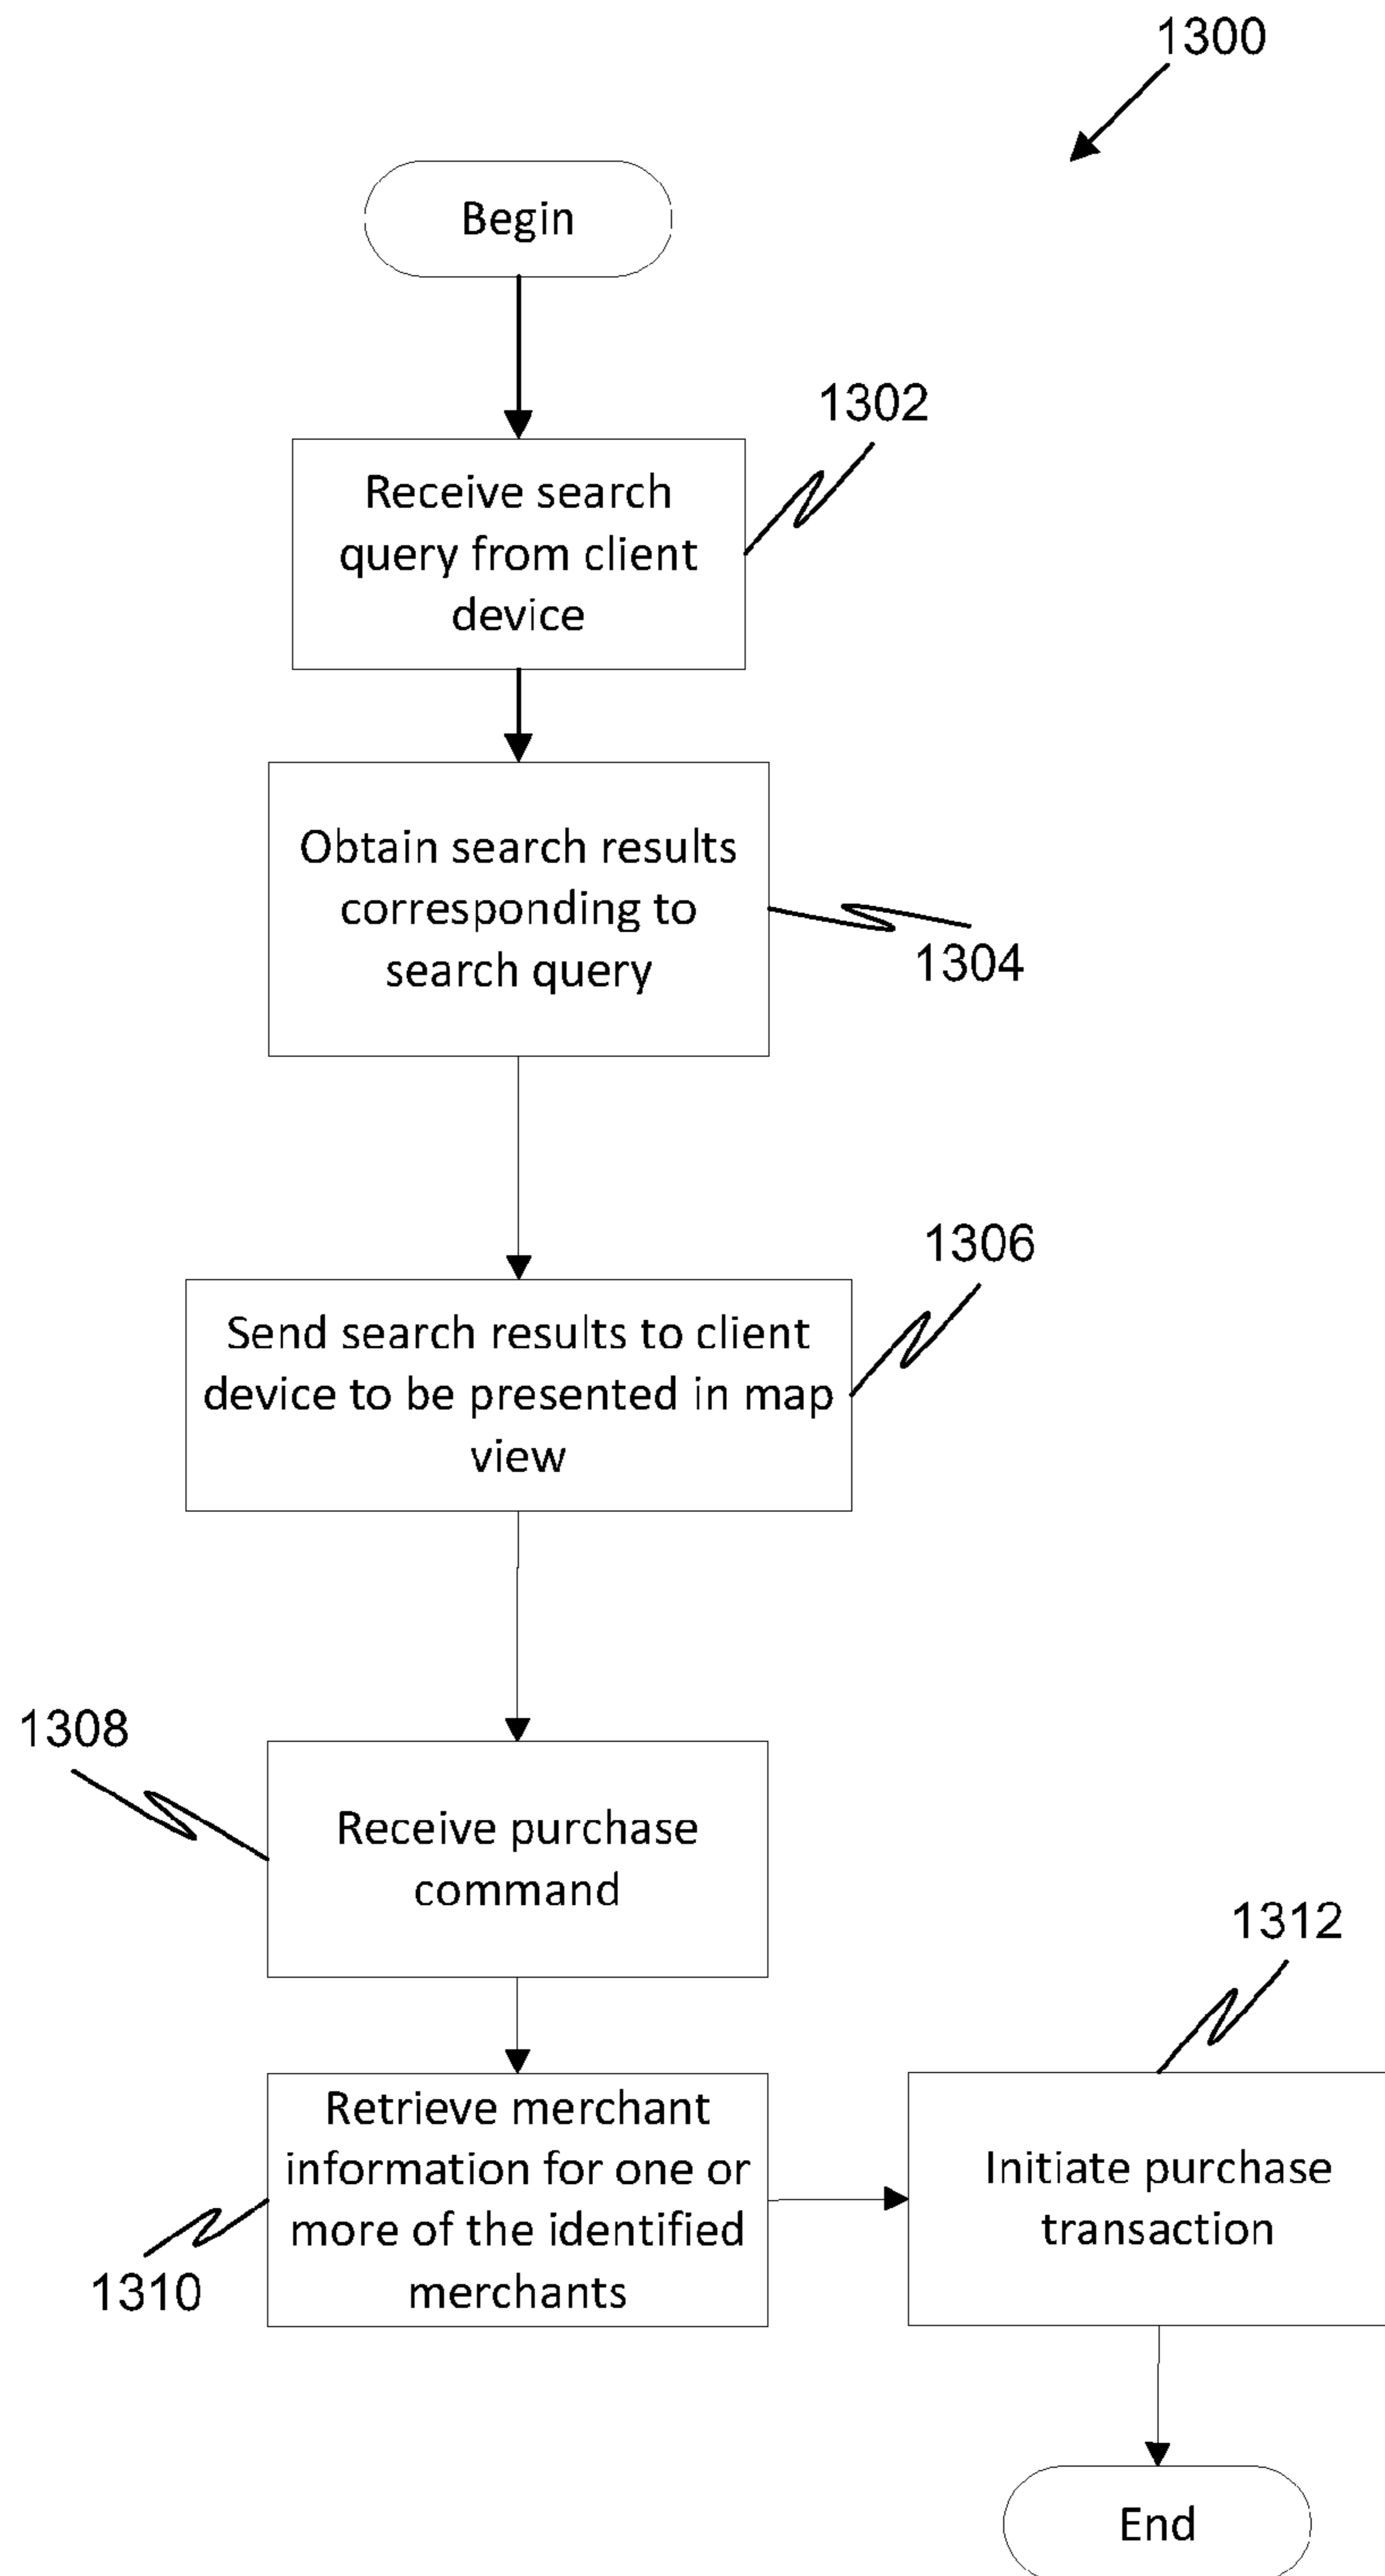 1300
Begin
1302
Receive search
query from client
device
Obtain search results
corresponding to
search query
1304
1306
Send search results to client
device to be presented in map
view
1308
Receive purchase
command
1312
Retrieve merchant
information for one or
more of the identified
merchants
1310
Initiate purchase
transaction
End